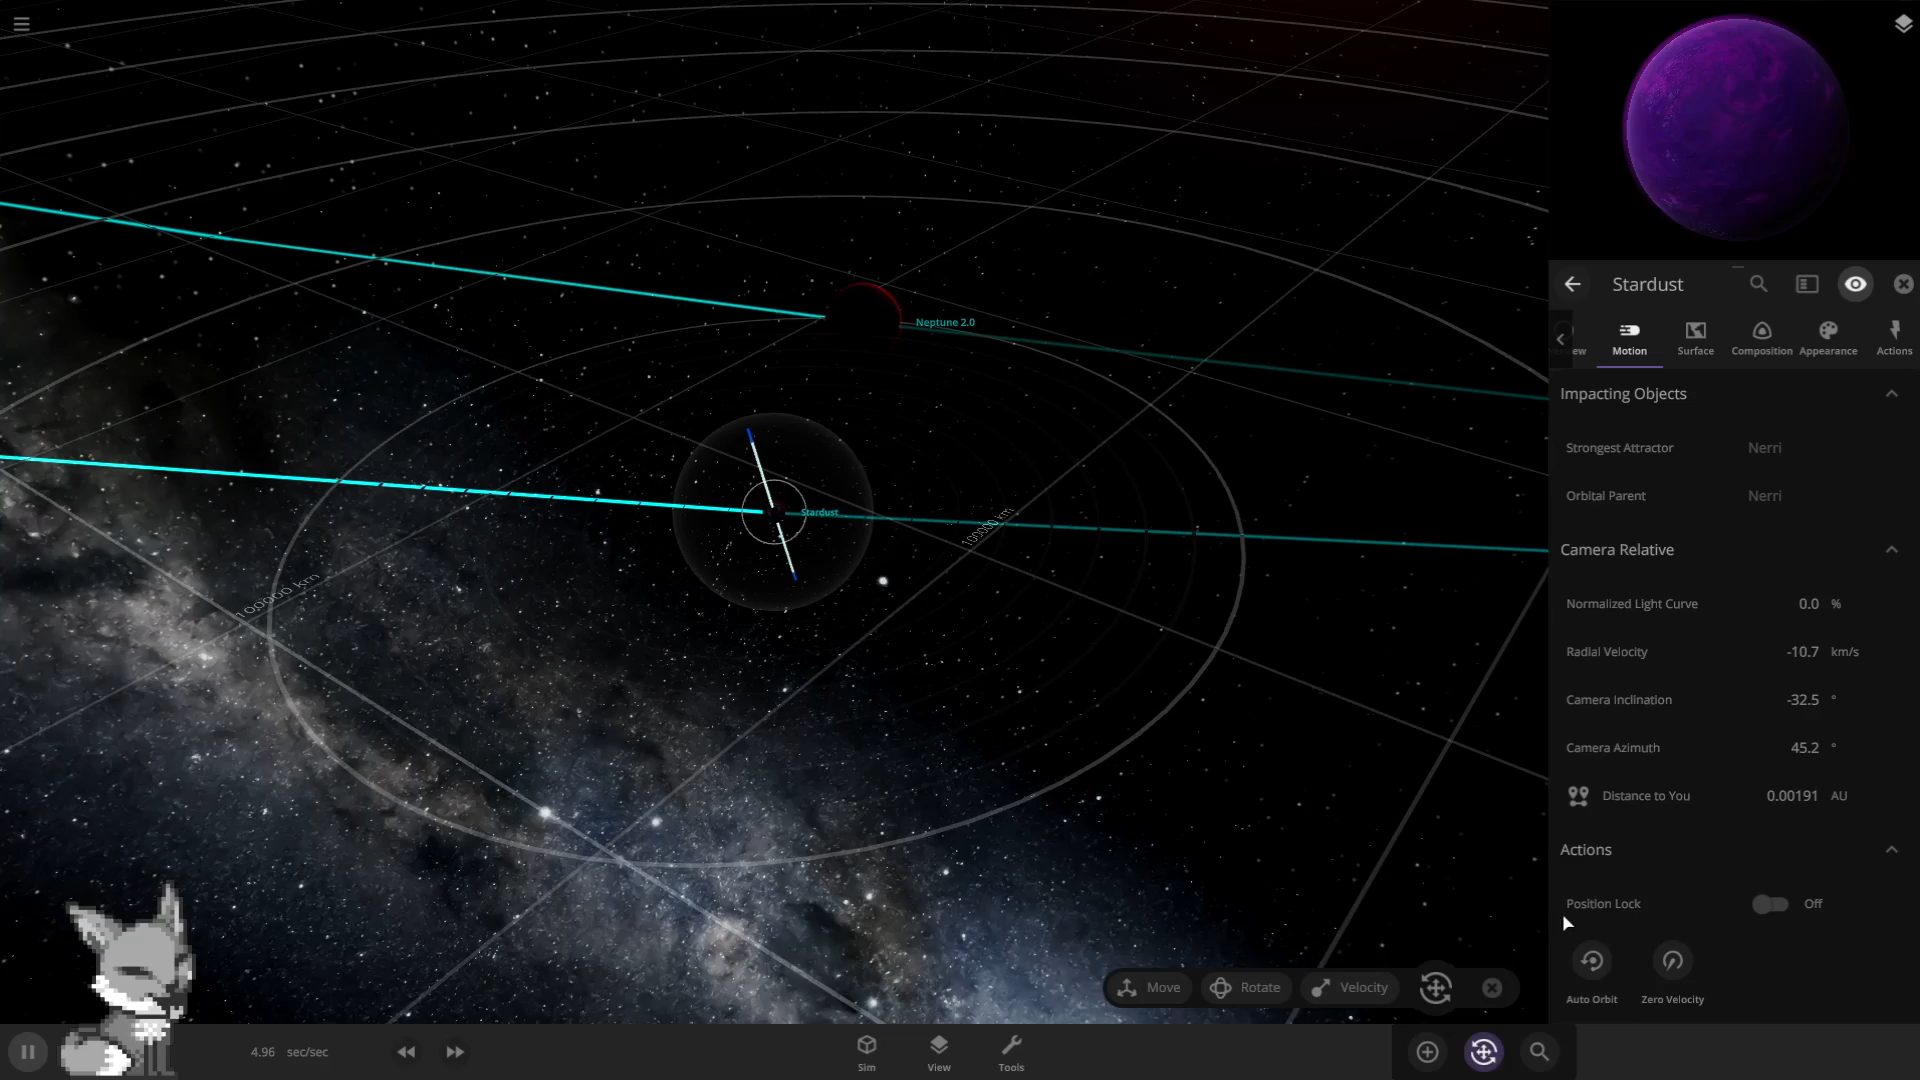 Neptune 2.0
Stardust
100000 km
100000 km
Stardust
Motion
Surface
Composition
Appearance
Actions
Impacting Objects
Strongest Attractor Nerri
Orbital Parent Nerri
Camera Relative
Normalized Light Curve 0.0 %
Radial Velocity -10.7 km/s
Camera Inclination -32.5 °
Camera Azimuth 45.2 °
Distance to You 0.00191 AU
Actions
Position Lock Off
Auto Orbit
Zero Velocity
Move
Rotate
Velocity
4.96 sec/sec
Sim
View
Tools